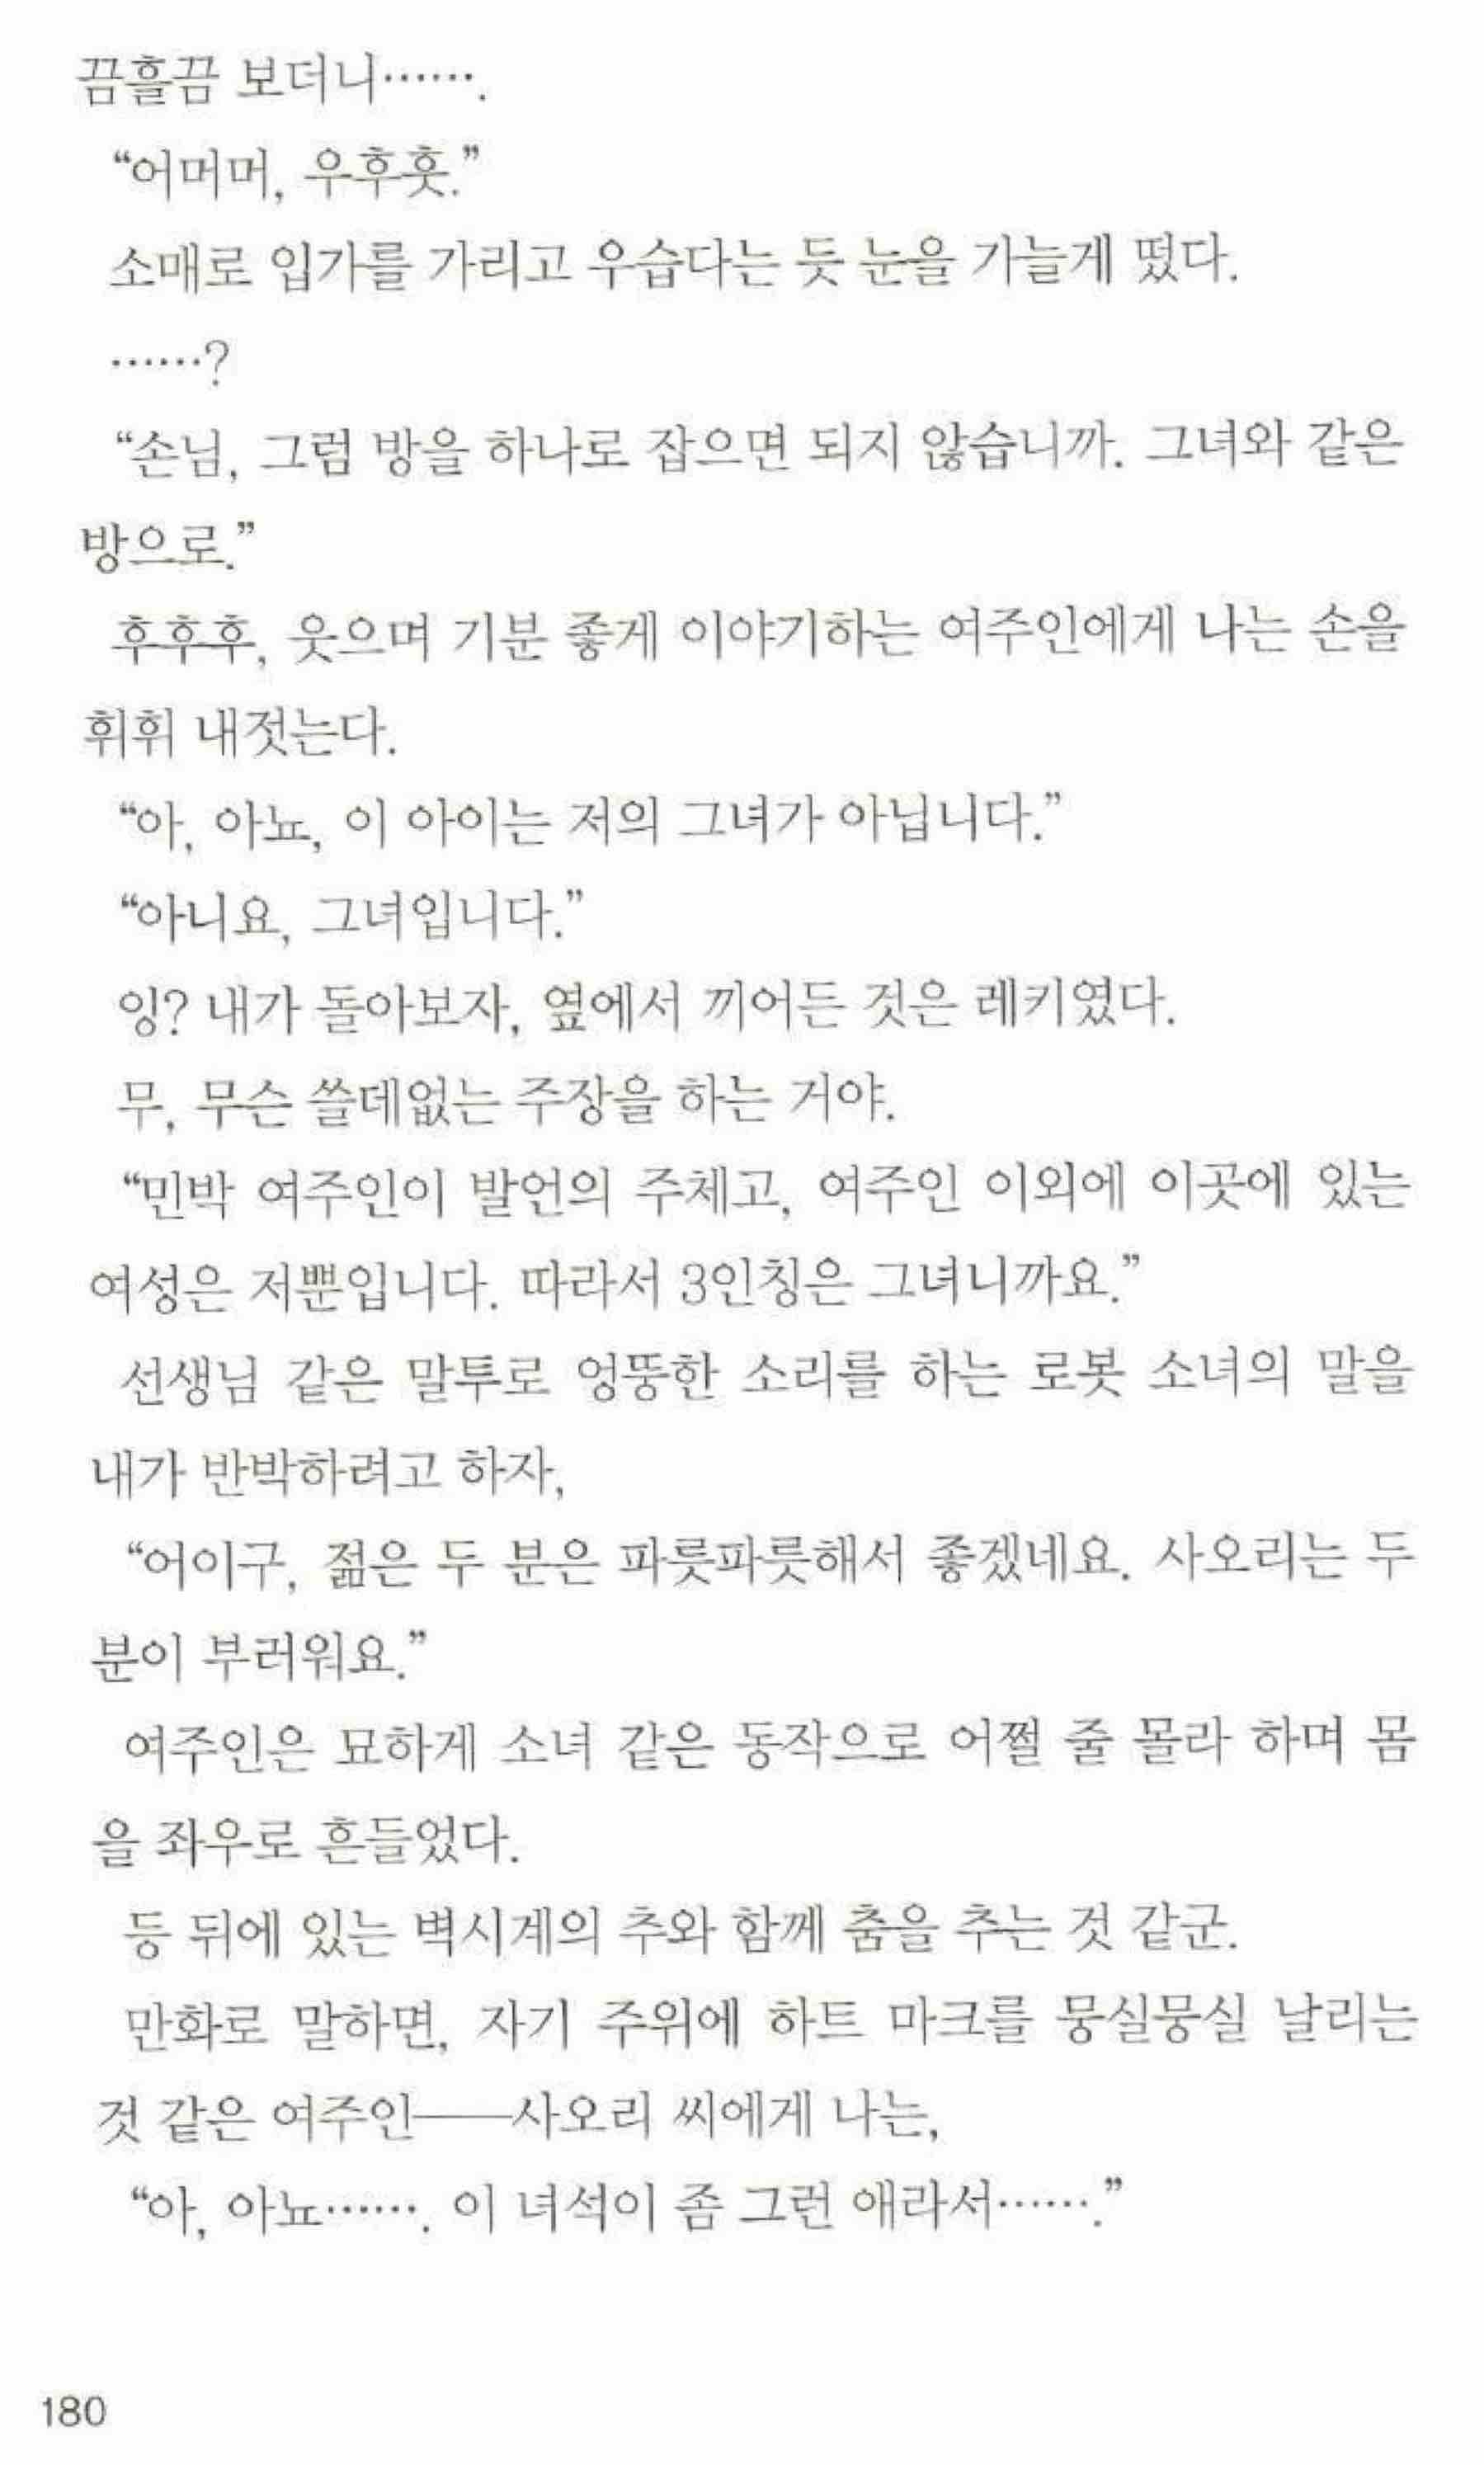 끔흘끔 보더니…….
“어머머, 우후훗.”
소매로 입가를 가리고 우습다는 듯 눈을 가늘게 떴다.
……?
“손님, 그럼 방을 하나로 잡으면 되지 않습니까. 그녀와 같은
방으로.”
후후후, 웃으며 기분 좋게 이야기하는 여주인에게 나는 손을
휘휘 내젓는다.
“아, 아뇨, 이 아이는 저의 그녀가 아닙니다.”
“아니요, 그녀입니다.”
잉? 내가 돌아보자, 옆에서 끼어든 것은 레키였다.
무, 무슨 쓸데없는 주장을 하는 거야.
“민박 여주인이 발언의 주체고, 여주인 이외에 이곳에 있는
여성은 저뿐입니다. 따라서 3인칭은 그녀니까요.”
선생님 같은 말투로 엉뚱한 소리를 하는 로봇 소녀의 말을
내가 반박하려고 하자,
“어이구, 젊은 두 분은 파릇파릇해서 좋겠네요. 사오리는 두
분이 부러워요.”
여주인은 묘하게 소녀 같은 동작으로 어쩔 줄 몰라 하며 몸
을 좌우로 흔들었다.
등 뒤에 있는 벽시계의 추와 함께 춤을 추는 것 같군.
만화로 말하면, 자기 주위에 하트 마크를 뭉실뭉실 날리는
것 같은 여주인──사오리 씨에게 나는,
“아, 아뇨……. 이 녀석이 좀 그런 애라서…….”
180